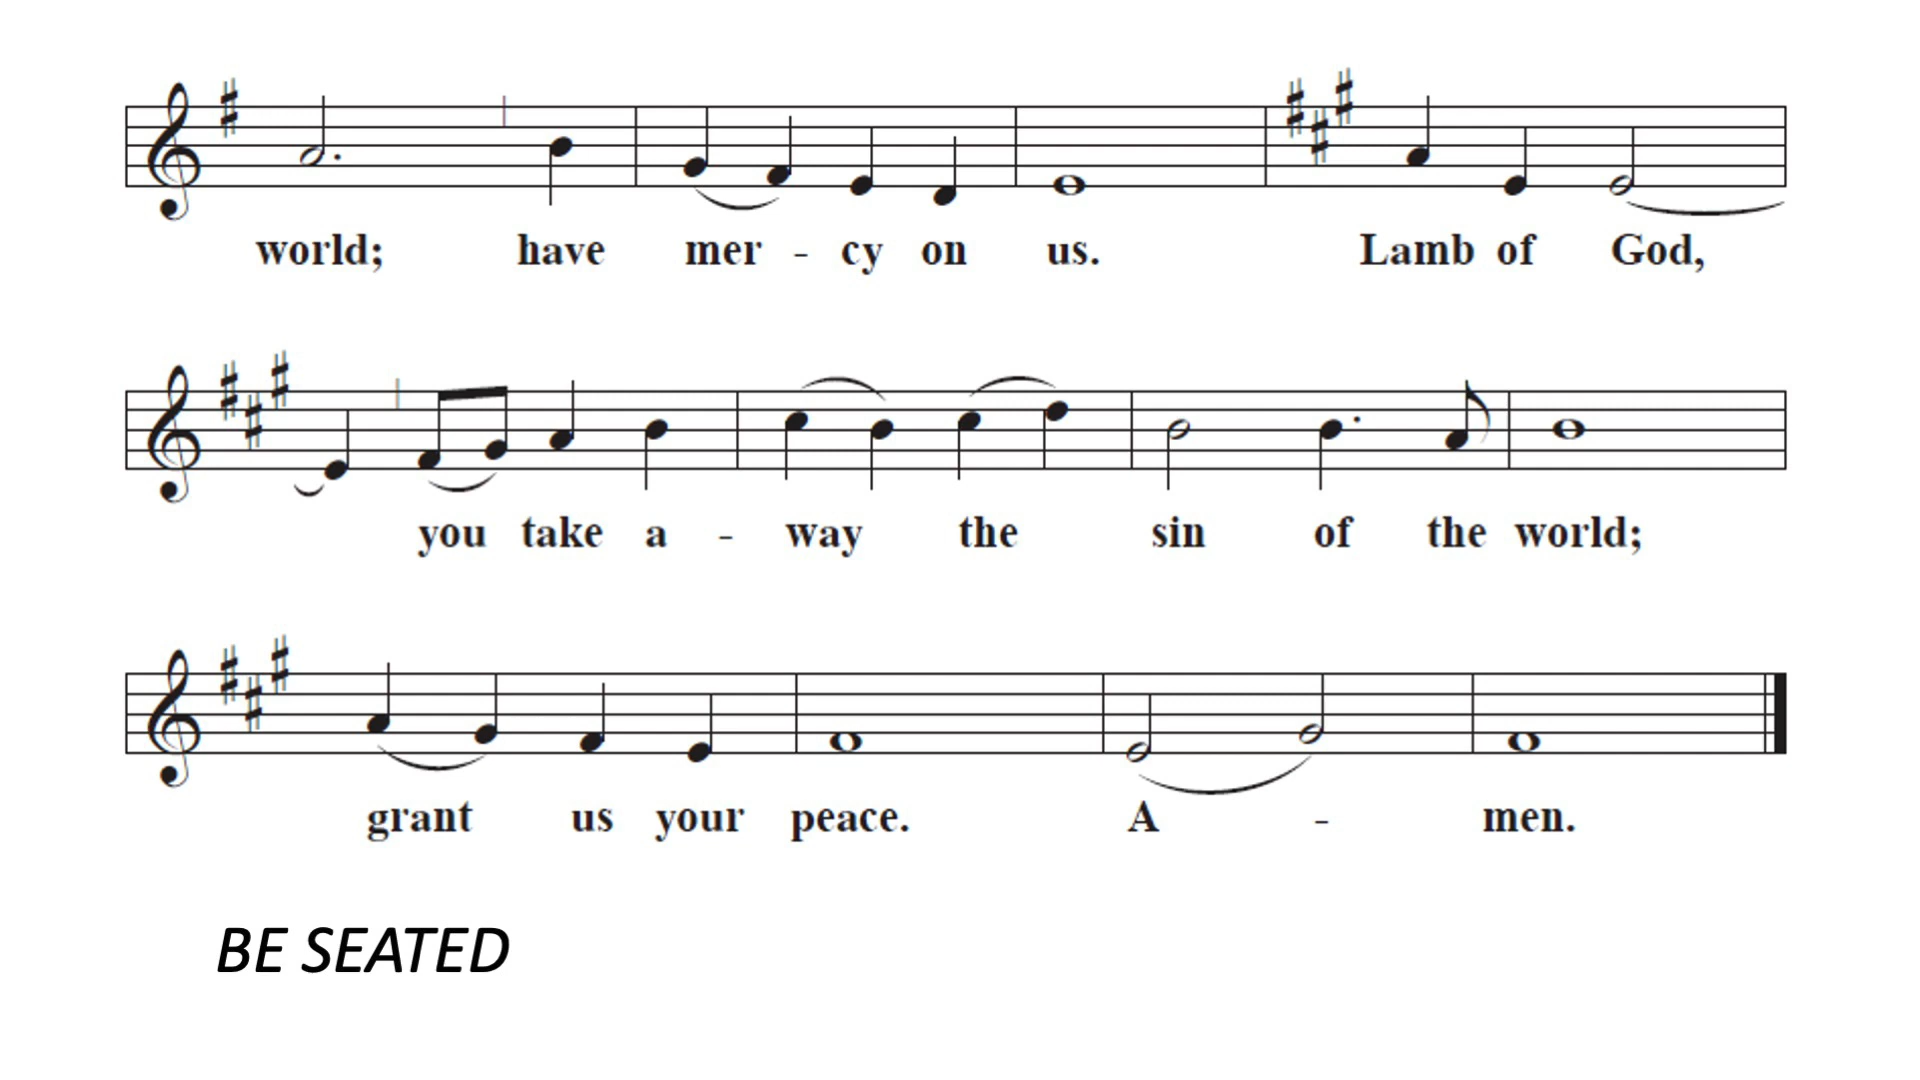 world; have mer - cy on us. Lamb of God,
you take a - way the sin of the world;
grant us your peace. A - men.
BE SEATED